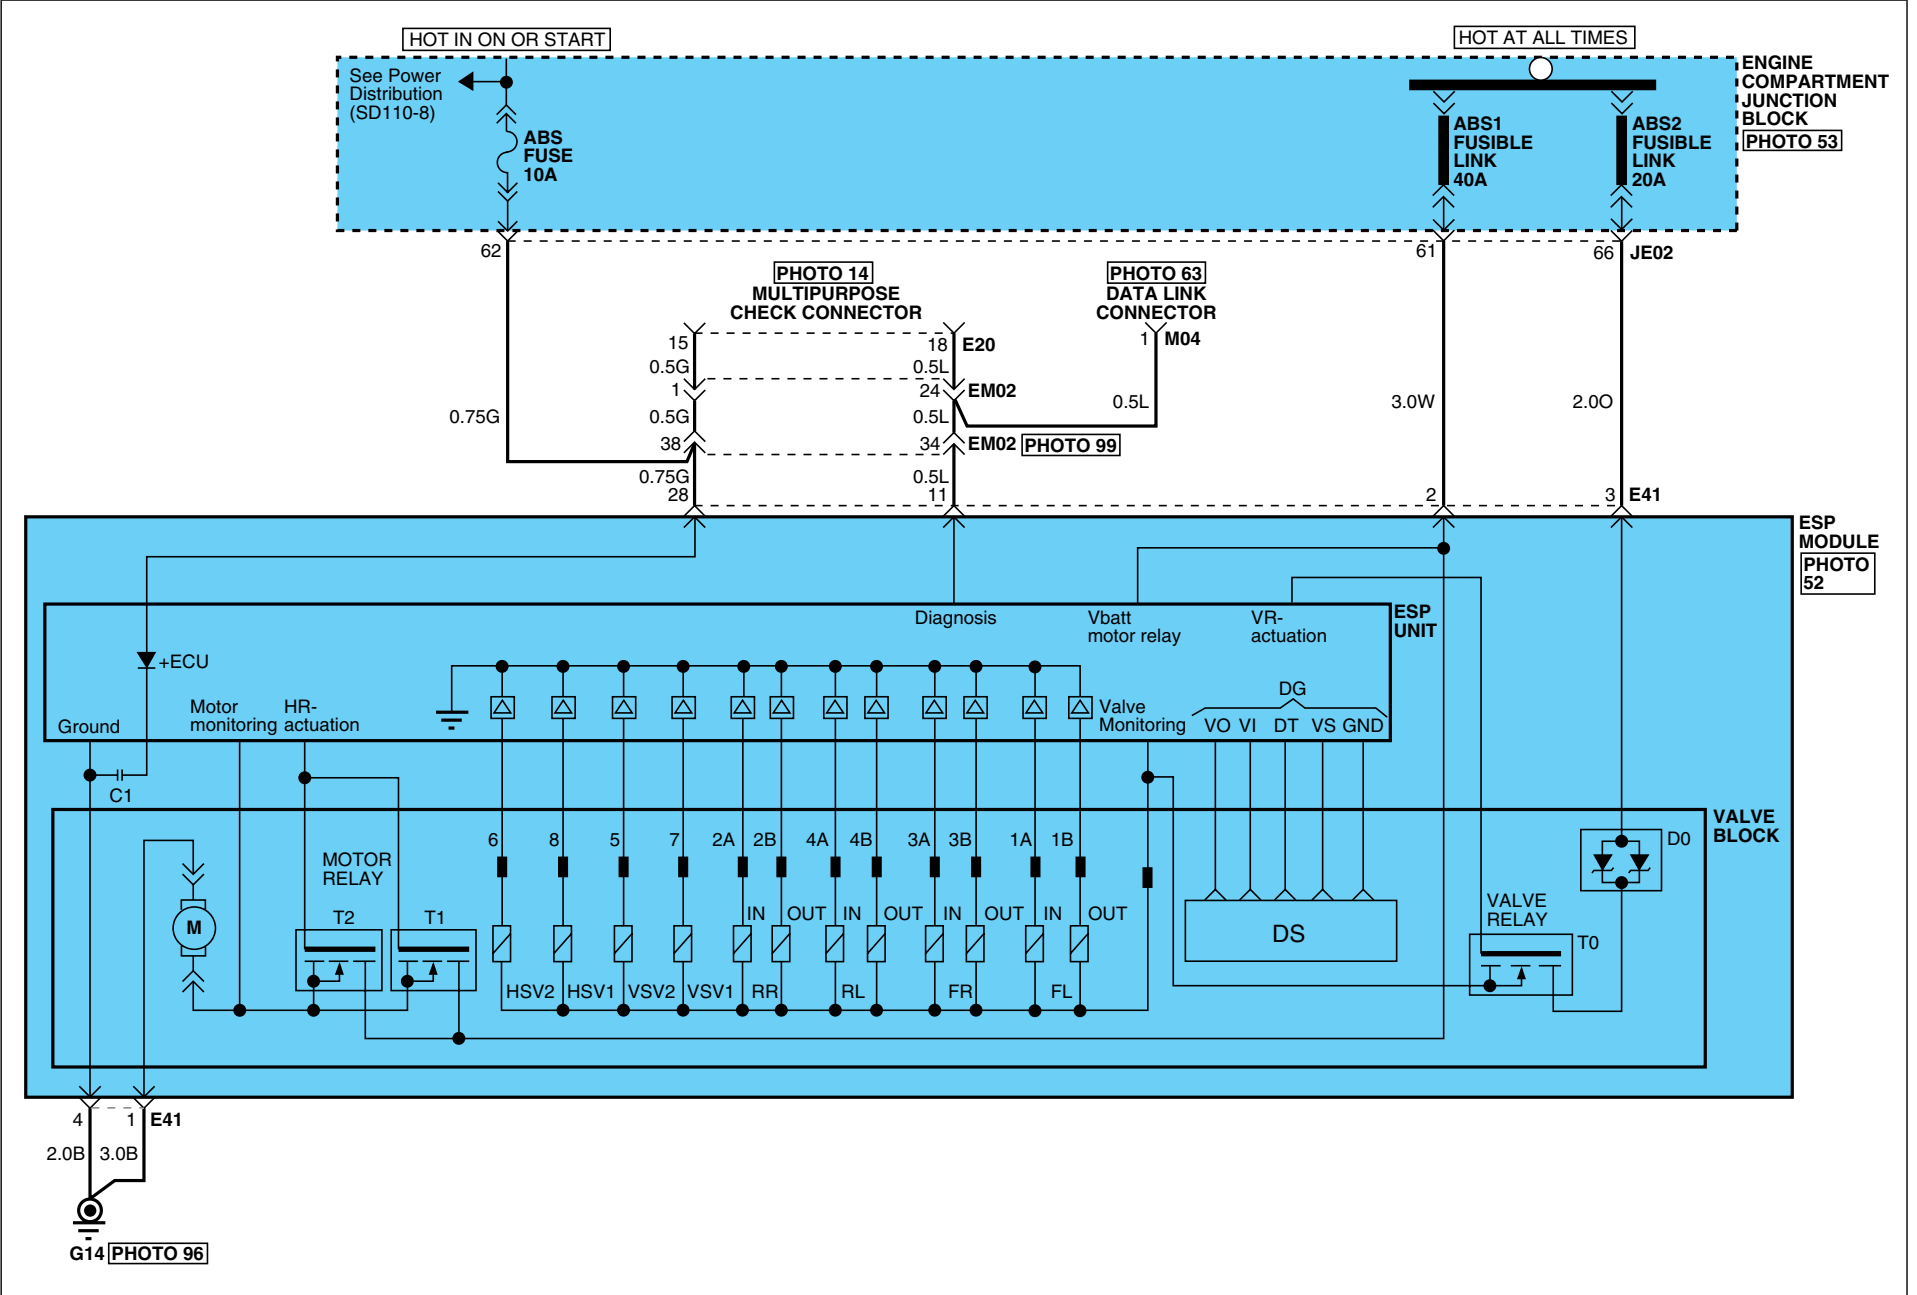 HOT IN ON OR START
HOT AT ALL TIMES
See Power
Distribution
(SD110-8)
ABS
FUSE
10A
ABS1
FUSIBLE
LINK
40A
ABS2
FUSIBLE
LINK
20A
ENGINE
COMPARTMENT
JUNCTION
BLOCK
PHOTO 53
62
61
66
JE02
PHOTO 14
MULTIPURPOSE
CHECK CONNECTOR
PHOTO 63
DATA LINK
CONNECTOR
15
18
E20
1
M04
0.5G
0.5L
1
24
EM02
0.75G
0.5G
0.5L
0.5L
3.0W
2.0O
38
34
EM02
PHOTO 99
0.75G
0.5L
28
11
2
3
E41
ESP
MODULE
PHOTO
52
Diagnosis
Vbatt
motor relay
VR-
actuation
ESP
UNIT
+ECU
Ground
Motor
monitoring
HR-
actuation
Valve
Monitoring
DG
VO
VI
DT
VS
GND
C1
VALVE
BLOCK
MOTOR
RELAY
T2
T1
M
6
8
5
7
2A
2B
4A
4B
3A
3B
1A
1B
IN
OUT
IN
OUT
IN
OUT
IN
OUT
HSV2
HSV1
VSV2
VSV1
RR
RL
FR
FL
DS
VALVE
RELAY
T0
D0
4
1
E41
2.0B
3.0B
G14
PHOTO 96